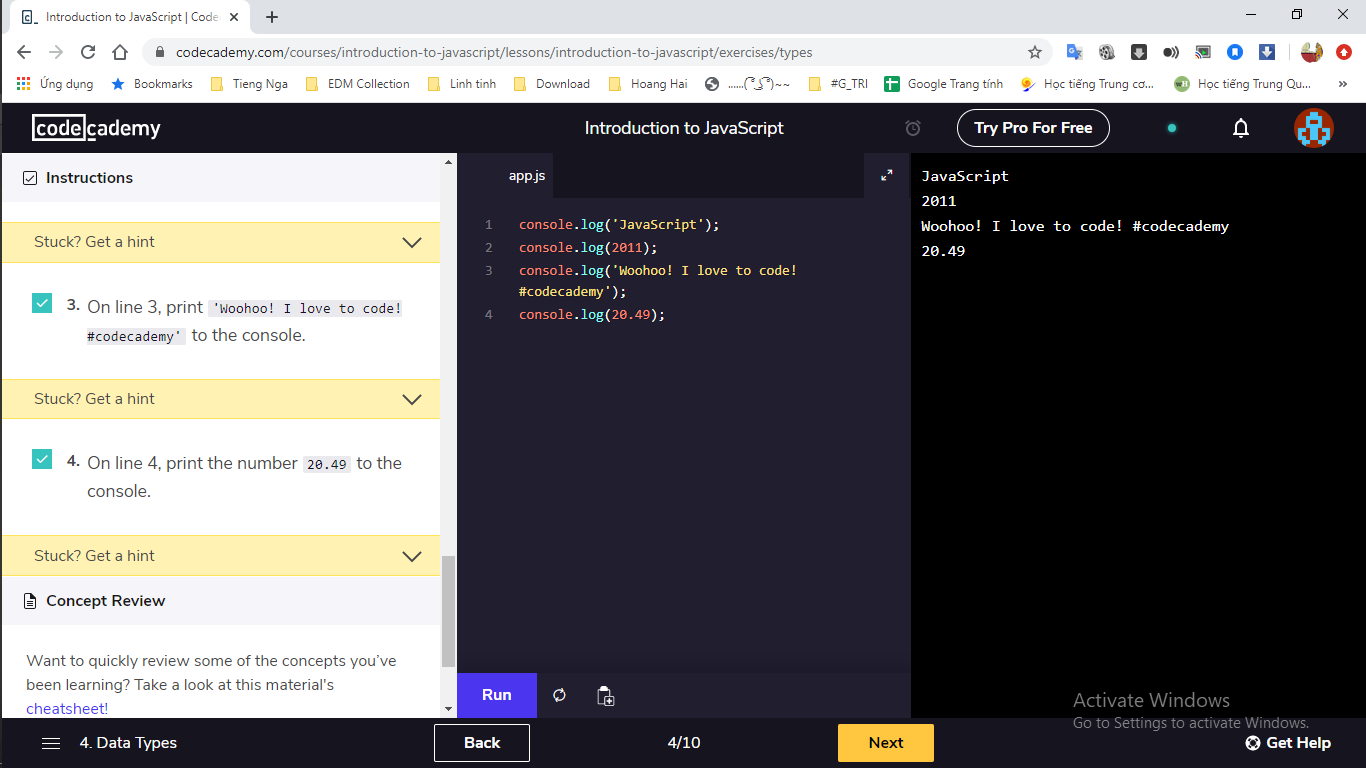 Introduction to JavaScript | Code
codecademy.com/courses/introduction-to-javascript/lessons/introduction-to-javascript/exercises/types
Ứng dụng
Bookmarks
Tieng Nga
EDM Collection
Linh tinh
Download
Hoang Hai
......( ͡° ͜ʖ ͡°)~~
#G_TRI
Google Trang tính
Học tiếng Trung cơ...
Học tiếng Trung Qu...
»
codecademy
Introduction to JavaScript
Try Pro For Free
Instructions
Stuck? Get a hint
3. On line 3, print 'Woohoo! I love to code!
#codecademy' to the console.
Stuck? Get a hint
4. On line 4, print the number 20.49 to the
console.
Stuck? Get a hint
Concept Review
Want to quickly review some of the concepts you’ve
been learning? Take a look at this material's
cheatsheet!
app.js
1 console.log('JavaScript');
2 console.log(2011);
3 console.log('Woohoo! I love to code!
#codecademy');
4 console.log(20.49);
Run
JavaScript
2011
Woohoo! I love to code! #codecademy
20.49
Activate Windows
Go to Settings to activate Windows.
4. Data Types
Back
4/10
Next
Get Help